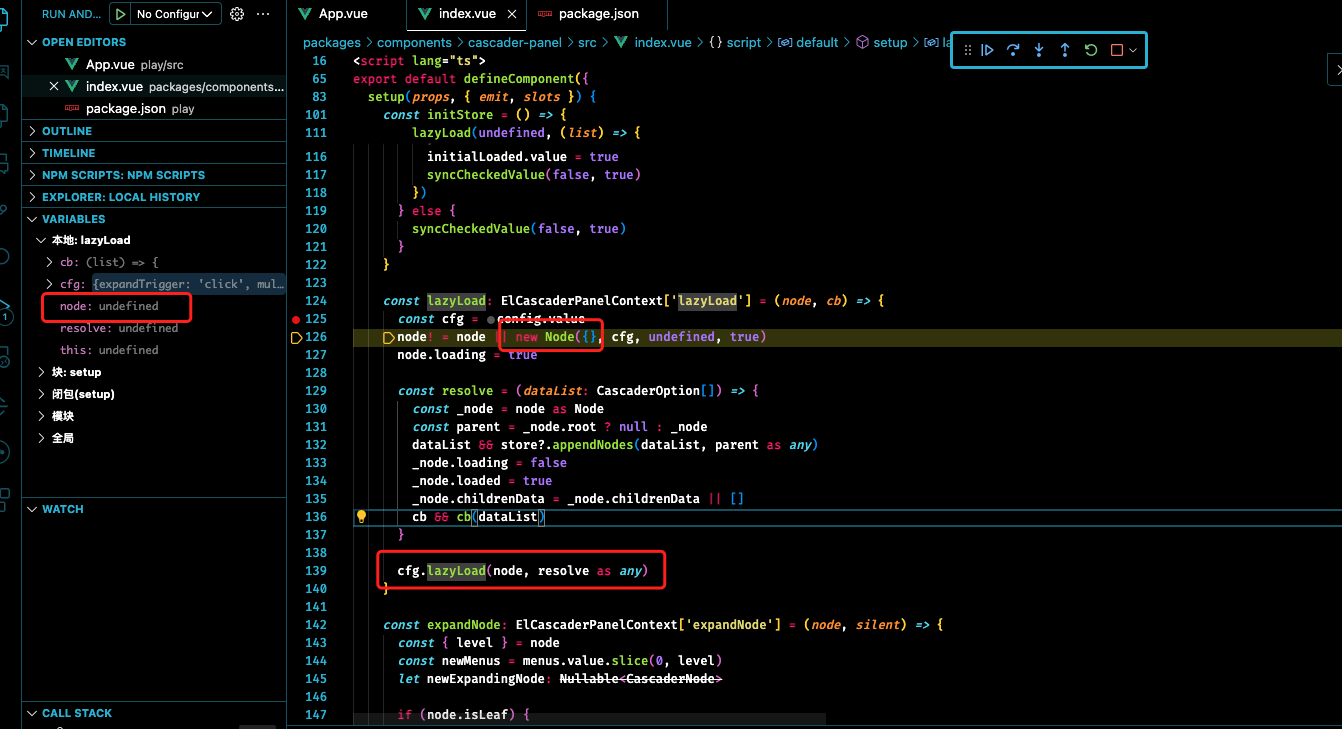 RUN AND...
No Configur
OPEN EDITORS
App.vue play/src
index.vue packages/components...
package.json play
OUTLINE
TIMELINE
NPM SCRIPTS: NPM SCRIPTS
EXPLORER: LOCAL HISTORY
VARIABLES
本地: lazyLoad
cb: (list) => {
cfg: {expandTrigger: 'click', mul...
node: undefined
resolve: undefined
this: undefined
块: setup
闭包(setup)
模块
全局
WATCH
CALL STACK
1
App.vue
index.vue
package.json
packages > components > cascader-panel > src > index.vue > {} script > default > setup > la
16 <script lang="ts">
65 export default defineComponent({
83 setup(props, { emit, slots }) {
101 const initStore = () => {
111 lazyLoad(undefined, (list) => {
116 initialLoaded.value = true
117 syncCheckedValue(false, true)
118 })
119 } else {
120 syncCheckedValue(false, true)
121 }
122 }
123
124 const lazyLoad: ElCascaderPanelContext['lazyLoad'] = (node, cb) => {
125 const cfg = config.value
126 node! = node || new Node({}, cfg, undefined, true)
127 node.loading = true
128
129 const resolve = (dataList: CascaderOption[]) => {
130 const _node = node as Node
131 const parent = _node.root ? null : _node
132 dataList && store?.appendNodes(dataList, parent as any)
133 _node.loading = false
134 _node.loaded = true
135 _node.childrenData = _node.childrenData || []
136 cb && cb(dataList)
137 }
138
139 cfg.lazyLoad(node, resolve as any)
140 }
141
142 const expandNode: ElCascaderPanelContext['expandNode'] = (node, silent) => {
143 const { level } = node
144 const newMenus = menus.value.slice(0, level)
145 let newExpandingNode: Nullable<CascaderNode>
146
147 if (node.isLeaf) {